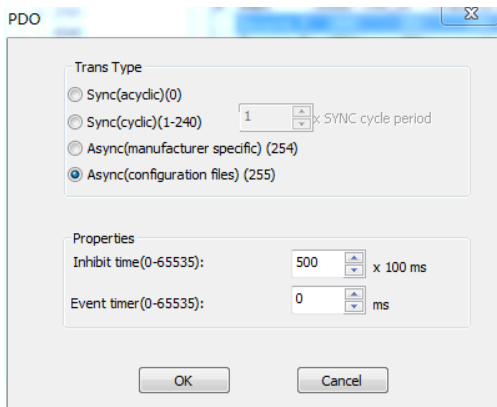 PDO
Trans Type
Sync(acyclic)(0)
Sync(cyclic)(1-240) 1 x SYNC cycle period
Async(manufacturer specific) (254)
Async(configuration files) (255)
Properties
Inhibit time(0-65535): 500 x 100 ms
Event timer(0-65535): 0 ms
OK Cancel